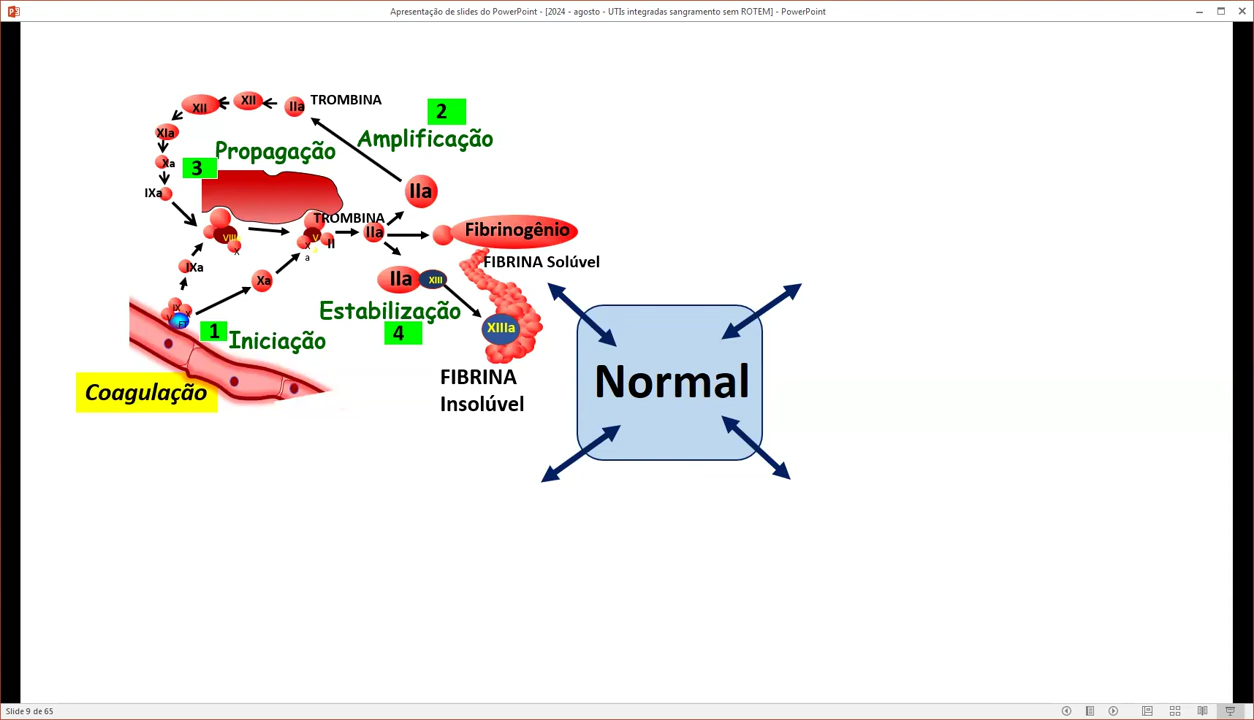 Apresentação de slides do PowerPoint - [2024 - agosto - UTIs integradas sangramento sem ROTEM] - PowerPoint
XII
XII
IIa
TROMBINA
2
Amplificação
XIa
Propagação
Xa
3
IXa
IIa
TROMBINA
IIa
Fibrinogênio
VIIIa
X
V
II
X
a
IXa
Xa
FIBRINA Solúvel
IIa
XIII
Estabilização
4
XIIIa
IX
X
1
Iniciação
Coagulação
FIBRINA
Insolúvel
Normal
Slide 9 de 65